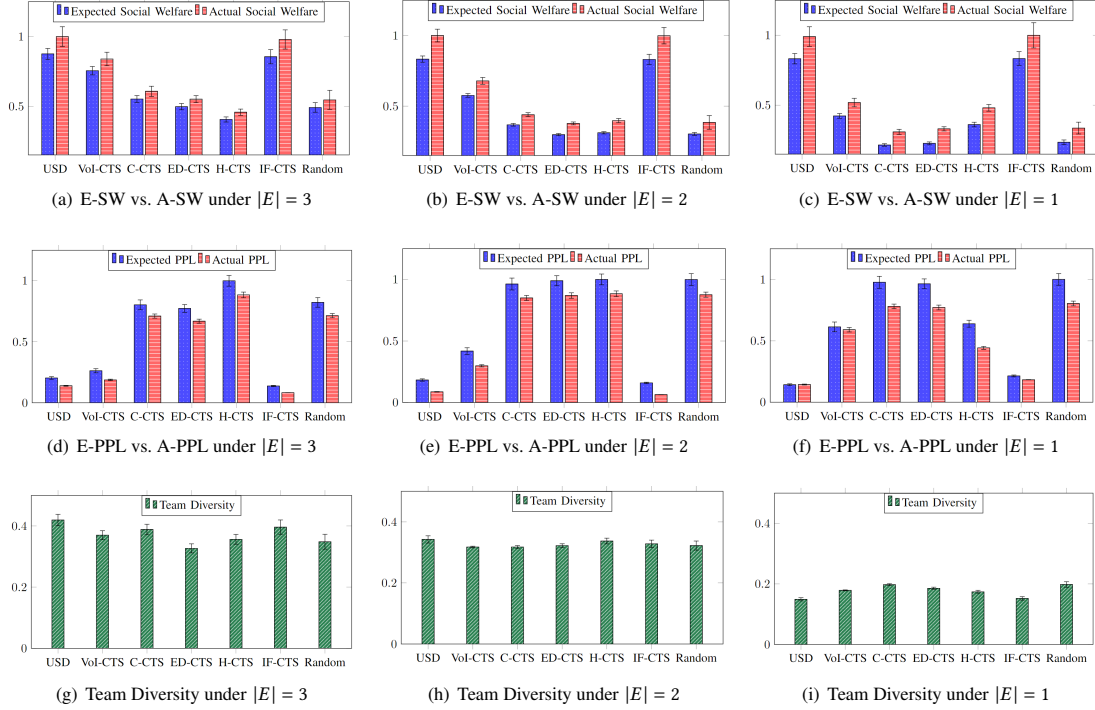 Expected Social Welfare Actual Social Welfare
1
0.5
USD VoI-CTS C-CTS ED-CTS H-CTS IF-CTS Random
(a) E-SW vs. A-SW under |E| = 3
Expected Social Welfare Actual Social Welfare
1
0.5
USD VoI-CTS C-CTS ED-CTS H-CTS IF-CTS Random
(b) E-SW vs. A-SW under |E| = 2
Expected Social Welfare Actual Social Welfare
1
0.5
USD VoI-CTS C-CTS ED-CTS H-CTS IF-CTS Random
(c) E-SW vs. A-SW under |E| = 1
Expected PPL Actual PPL
1
0.5
0
USD VoI-CTS C-CTS ED-CTS H-CTS IF-CTS Random
(d) E-PPL vs. A-PPL under |E| = 3
Expected PPL Actual PPL
1
0.5
0
USD VoI-CTS C-CTS ED-CTS H-CTS IF-CTS Random
(e) E-PPL vs. A-PPL under |E| = 2
Expected PPL Actual PPL
1
0.5
0
USD VoI-CTS C-CTS ED-CTS H-CTS IF-CTS Random
(f) E-PPL vs. A-PPL under |E| = 1
Team Diversity
0.4
0.2
0
USD VoI-CTS C-CTS ED-CTS H-CTS IF-CTS Random
(g) Team Diversity under |E| = 3
Team Diversity
0.4
0.2
0
USD VoI-CTS C-CTS ED-CTS H-CTS IF-CTS Random
(h) Team Diversity under |E| = 2
Team Diversity
0.4
0.2
0
USD VoI-CTS C-CTS ED-CTS H-CTS IF-CTS Random
(i) Team Diversity under |E| = 1